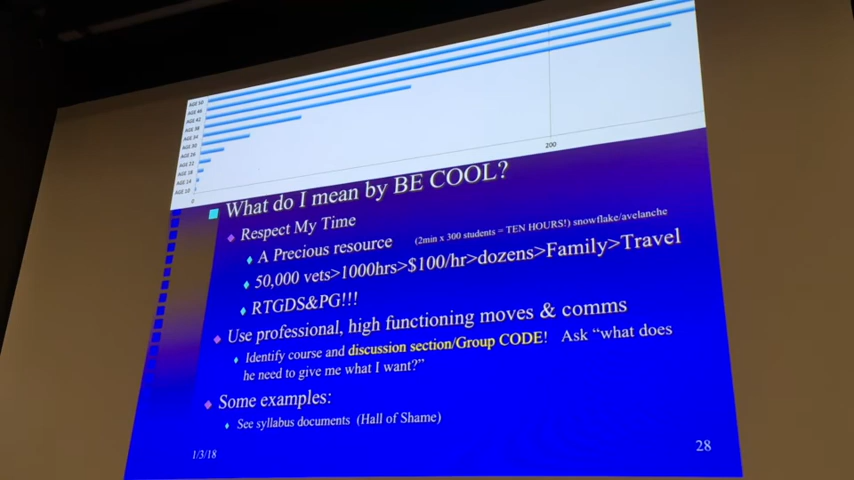 AGE 50
AGE 46
AGE 42
AGE 38
AGE 34
AGE 30
AGE 26
AGE 22
AGE 18
AGE 14
AGE 10
0
200
What do I mean by BE COOL?
Respect My Time
A Precious resource (2min x 300 students = TEN HOURS!) snowflake/avelanche
50,000 vets>1000hrs>$100/hr>dozens>Family>Travel
RTGDS&PG!!!
Use professional, high functioning moves & comms
Identify course and discussion section/Group CODE! Ask “what does
he need to give me what I want?”
Some examples:
See syllabus documents (Hall of Shame)
1/3/18
28